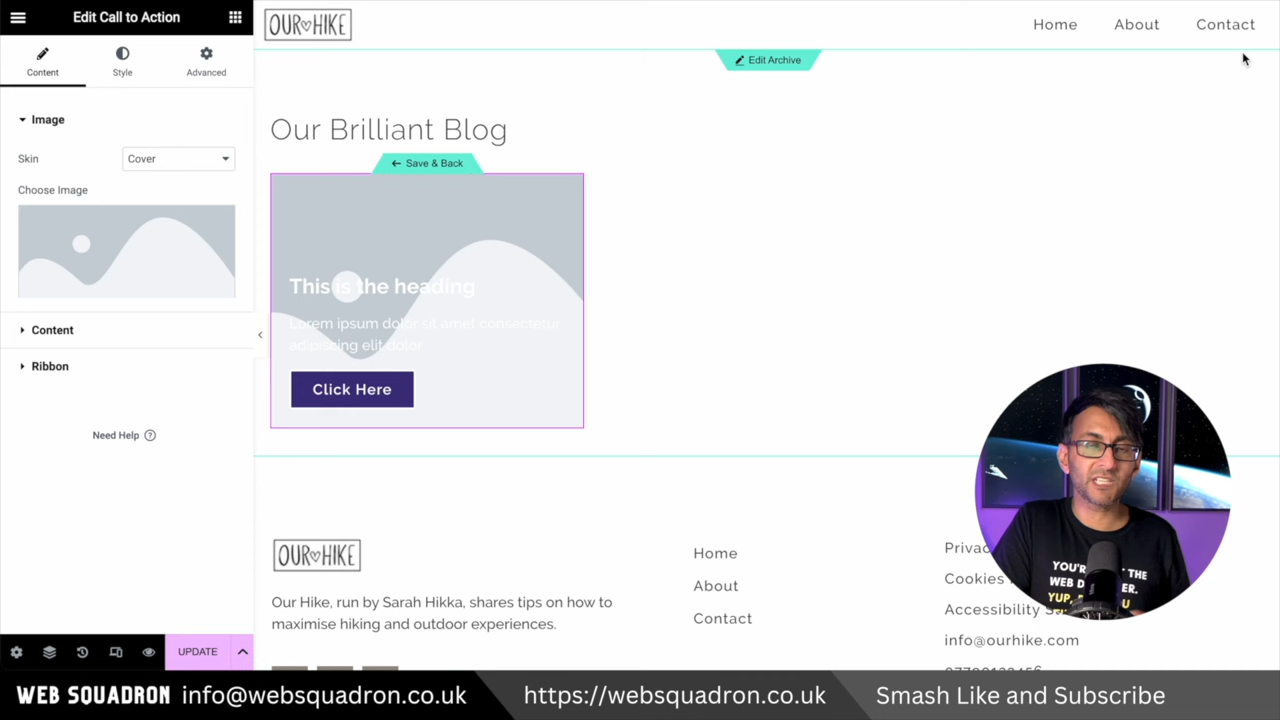 Edit Call to Action
Content
Style
Advanced
Image
Skin
Cover
Choose Image
Content
Ribbon
Need Help ?
UPDATE
OUR HIKE
Home
About
Contact
Edit Archive
Our Brilliant Blog
Save & Back
This is the heading
Lorem ipsum dolor sit amet consectetur
adipiscing elit dolor
Click Here
OUR HIKE
Our Hike, run by Sarah Hikka, shares tips on how to
maximise hiking and outdoor experiences.
Home
About
Contact
Cookies
Accessibility
info@ourhike.com
THE
WEB
YUP,
WEB SQUADRON
info@websquadron.co.uk
https://websquadron.co.uk
Smash Like and Subscribe